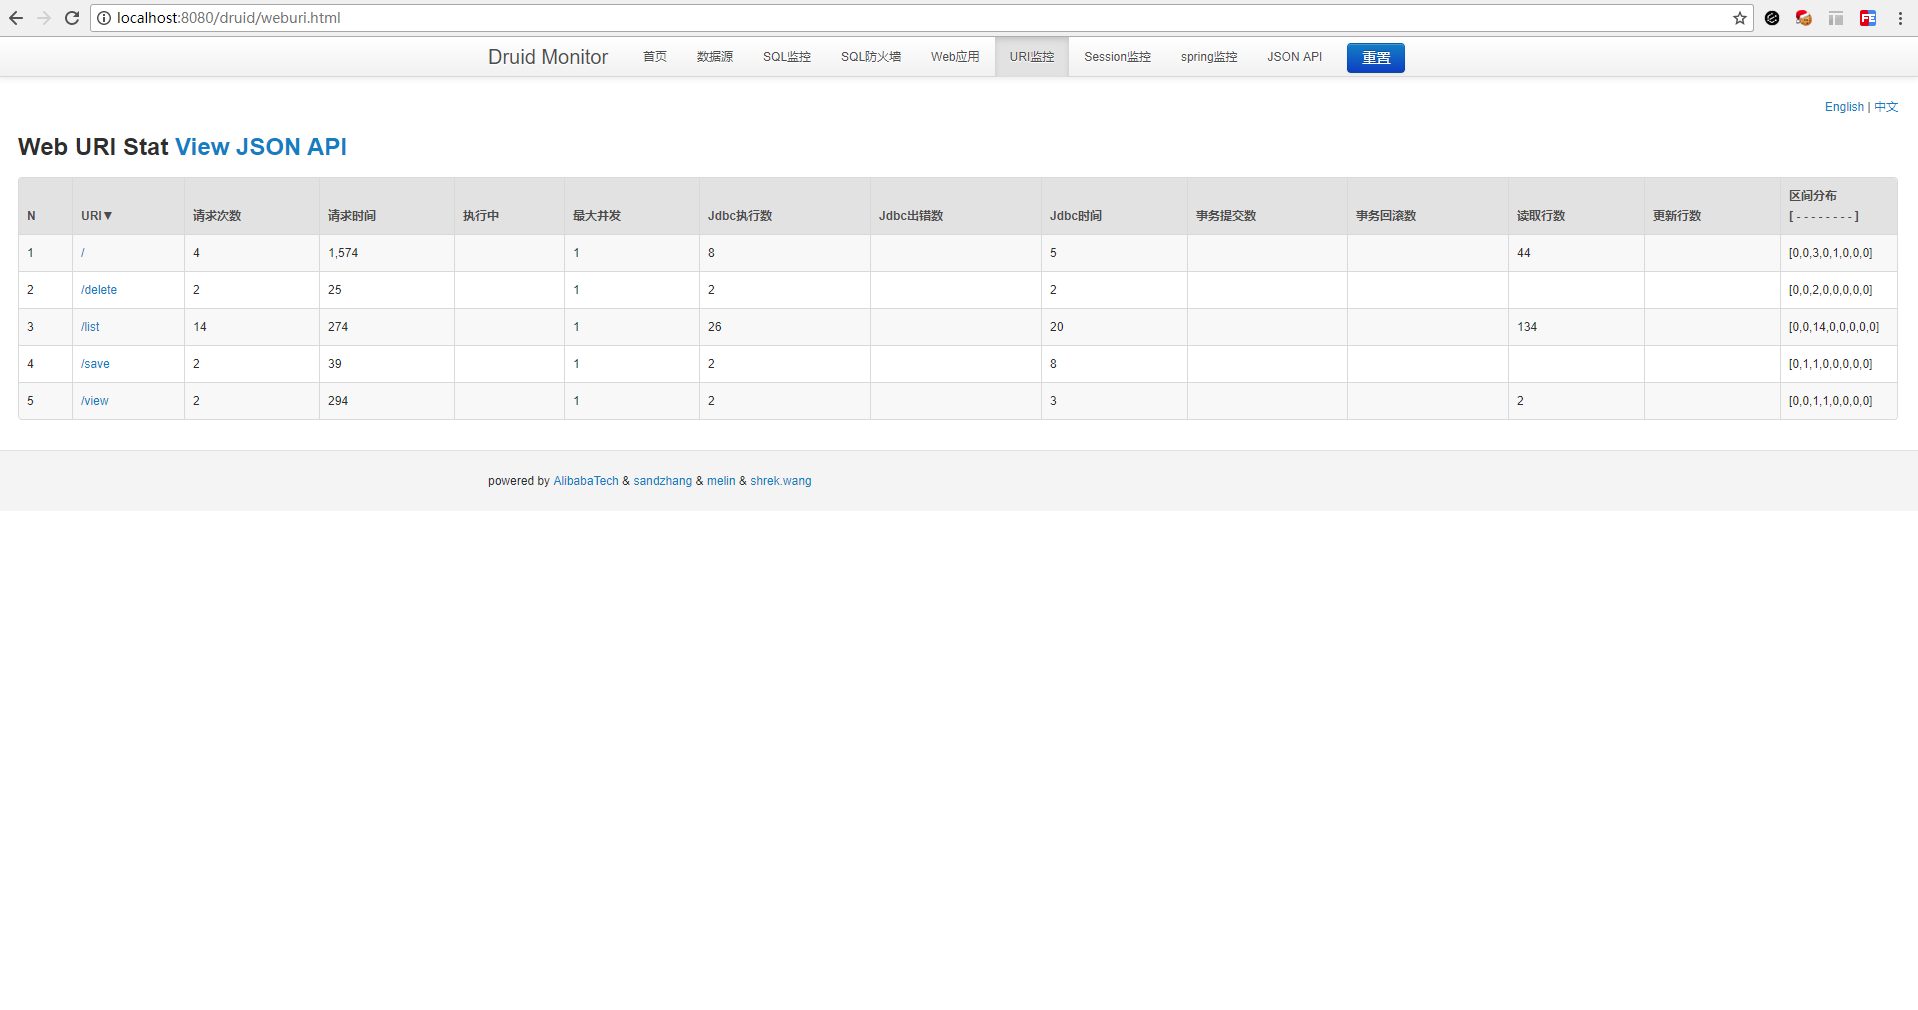 localhost:8080/druid/weburi.html
Druid Monitor 首页 数据源 SQL监控 SQL防火墙 Web应用 URI监控 Session监控 spring监控 JSON API 重置
English | 中文
Web URI Stat View JSON API
N URI▼ 请求次数 请求时间 执行中 最大并发 Jdbc执行数 Jdbc出错数 Jdbc时间 事务提交数 事务回滚数 读取行数 更新行数 区间分布
[ - - - - - - - - ]
1 / 4 1,574 1 8 5 44 [0,0,3,0,1,0,0,0]
2 /delete 2 25 1 2 2 [0,0,2,0,0,0,0,0]
3 /list 14 274 1 26 20 134 [0,0,14,0,0,0,0,0]
4 /save 2 39 1 2 8 [0,1,1,0,0,0,0,0]
5 /view 2 294 1 2 3 2 [0,0,1,1,0,0,0,0]
powered by AlibabaTech & sandzhang & melin & shrek.wang